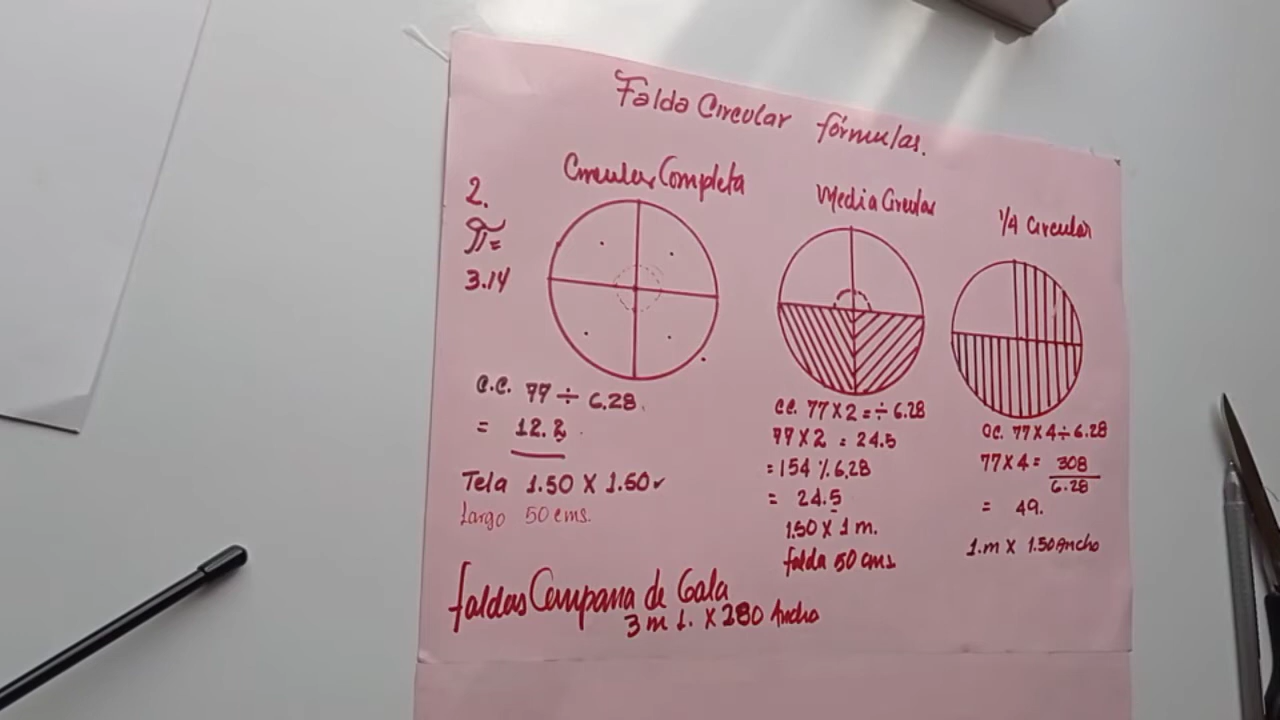 Falda Circular fórmulas.
Circular Completa
2.
π=
3.14
C.C. 77 ÷ 6.28
= 12.2
Tela 1.50 X 1.50
Largo 50 cms.
Media Circular
CC. 77 X 2 = ÷ 6.28
77 X 2 = 24.5
= 154 % 6.28
= 24.5
1.50 X 1 m.
falda 50 cms.
1/4 Circular
CC. 77 X 4 ÷ 6.28
77 X 4 = 308
6.28
= 49.
1.m X 1.50 Ancho
faldas Campana de Gala
3 m l. X 280 Ancho